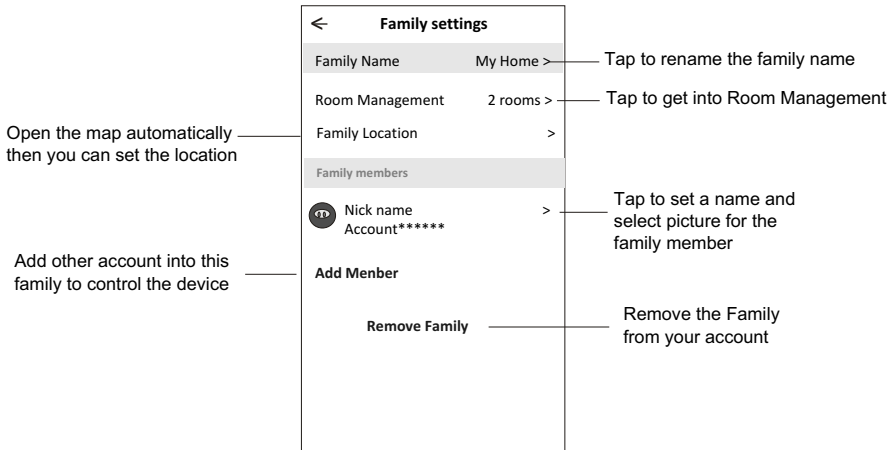 Family settings
Family Name My Home >
Tap to rename the family name
Room Management 2 rooms >
Tap to get into Room Management
Open the map automatically
then you can set the location
Family Location >
Family members
Nick name >
Account******
Tap to set a name and
select picture for the
family member
Add other account into this
family to control the device
Add Menber
Remove Family
Remove the Family
from your account